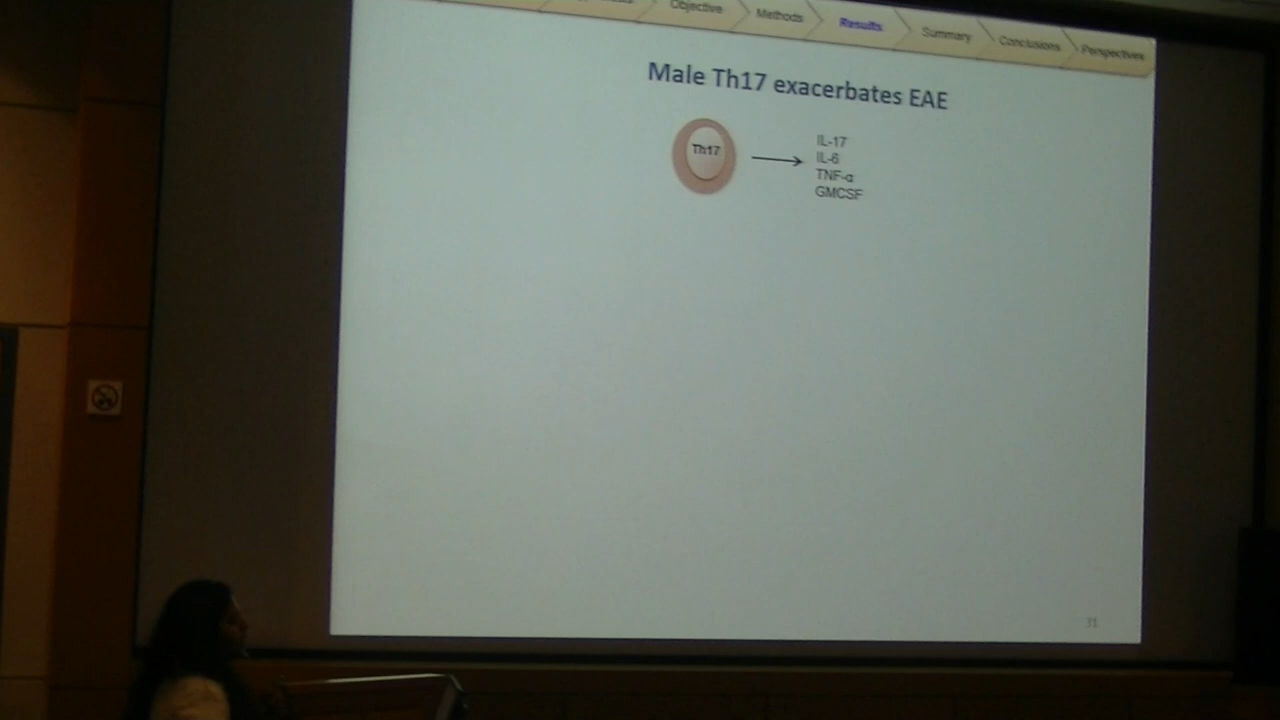 Objective
Methods
Results
Summary
Conclusions
Perspectives
Male Th17 exacerbates EAE
Th17
IL-17
IL-6
TNF-α
GMCSF
31